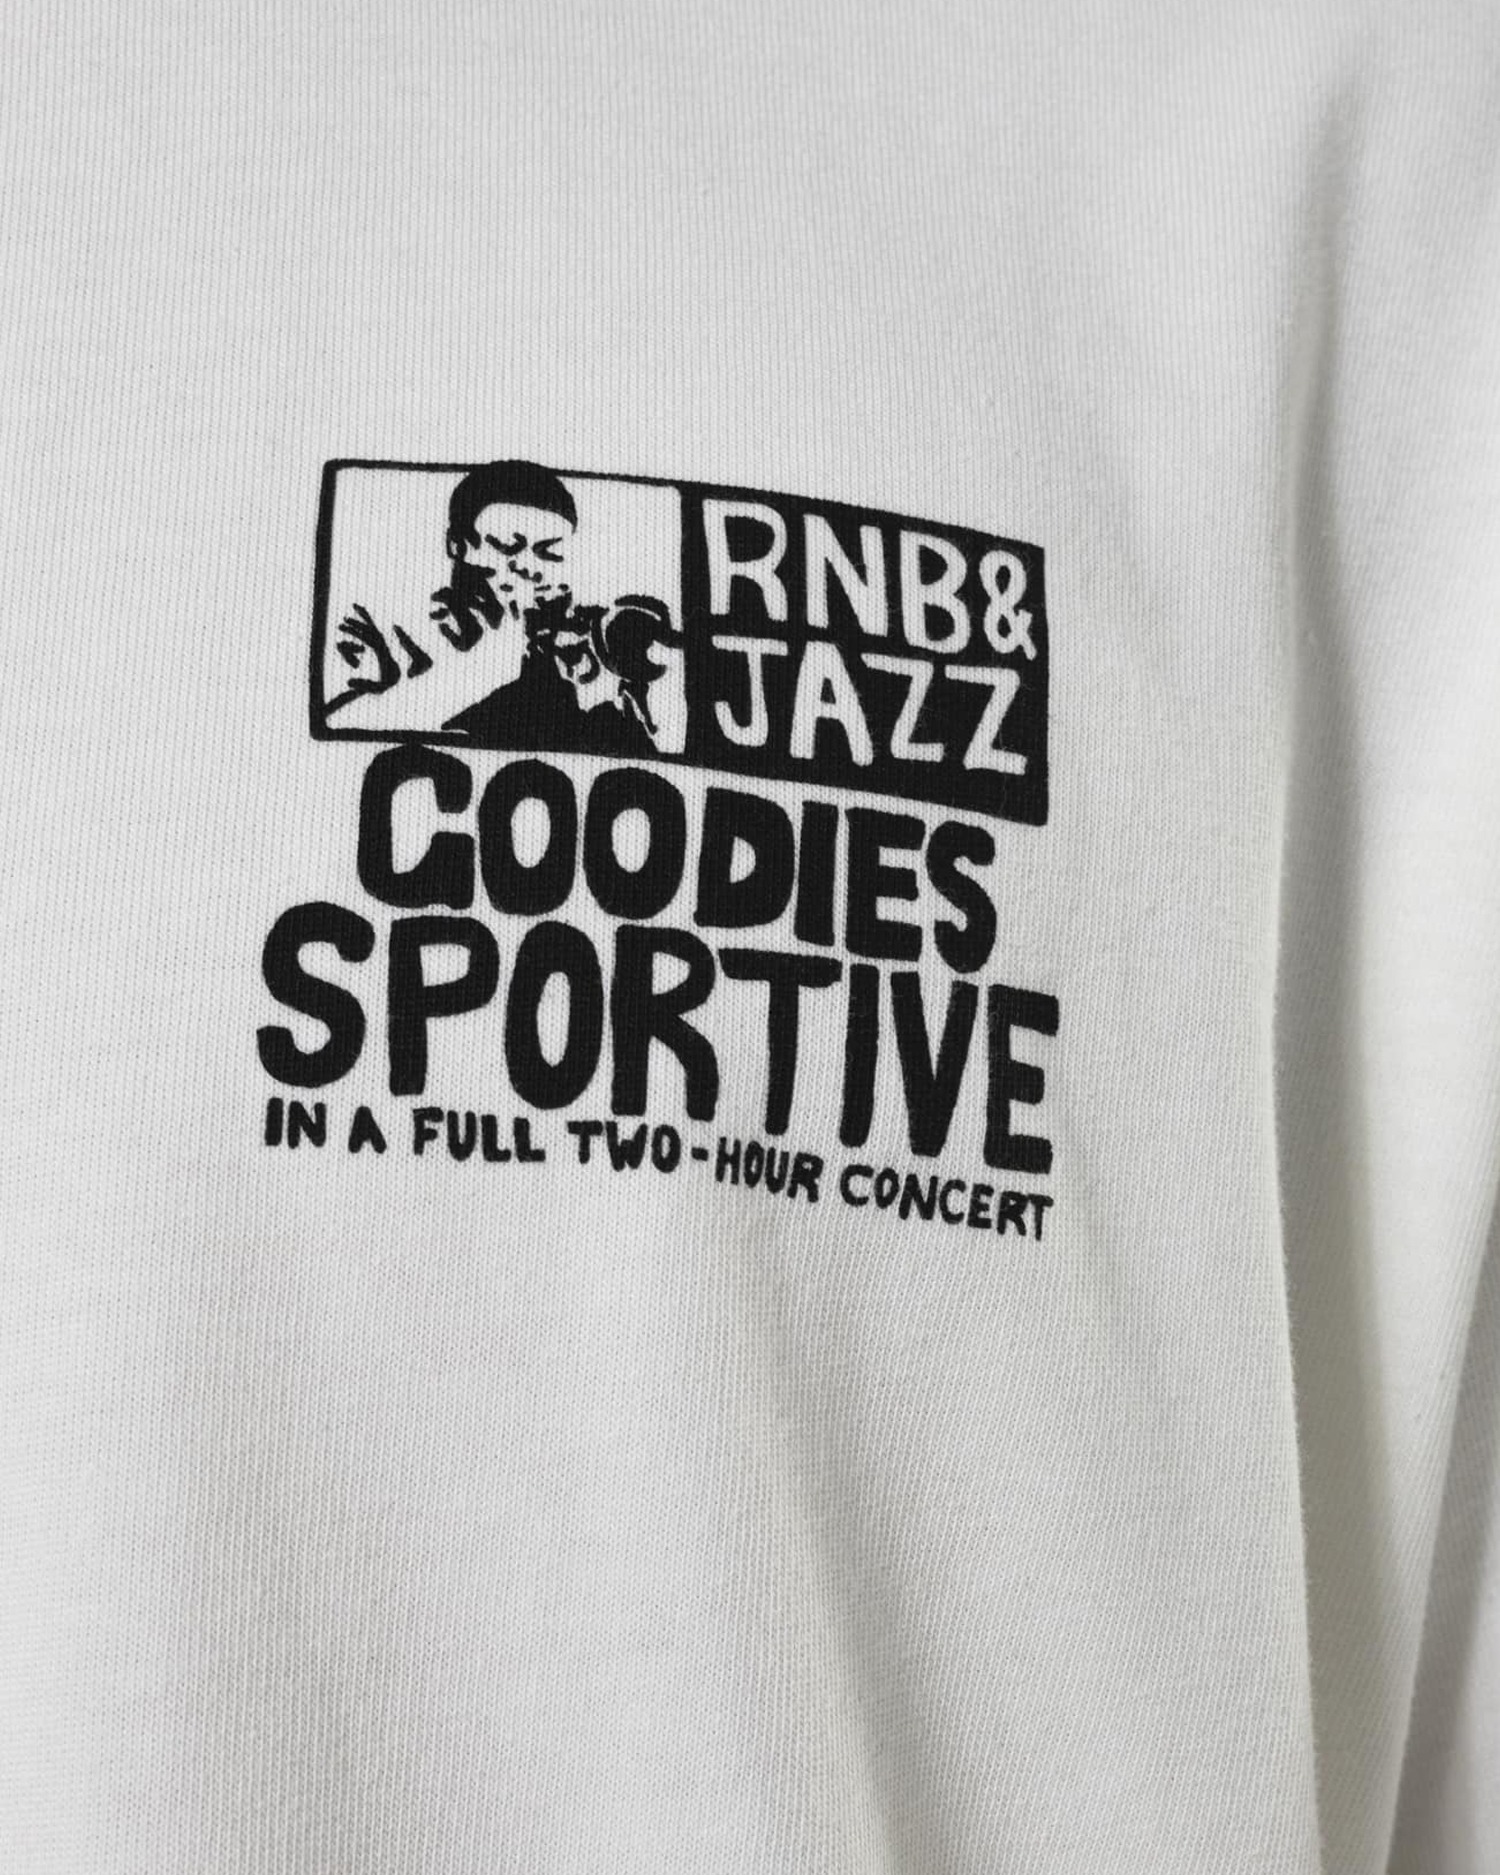 RNB&
JAZZ
GOODIES
SPORTIVE
IN A FULL TWO-HOUR CONCERT